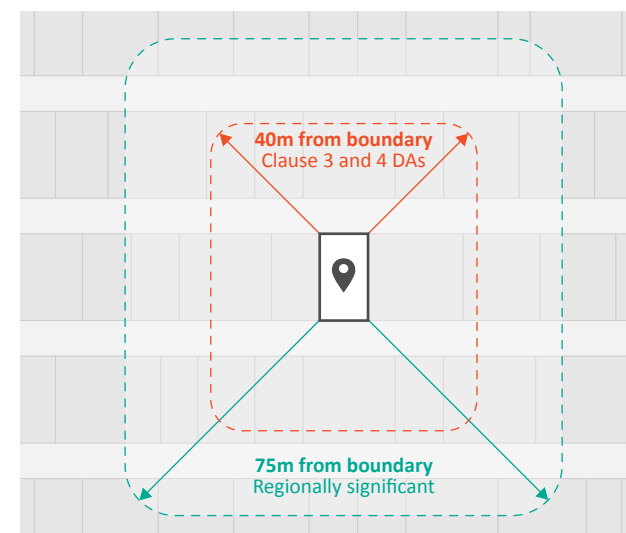 40m from boundary
Clause 3 and 4 DAs
75m from boundary
Regionally significant